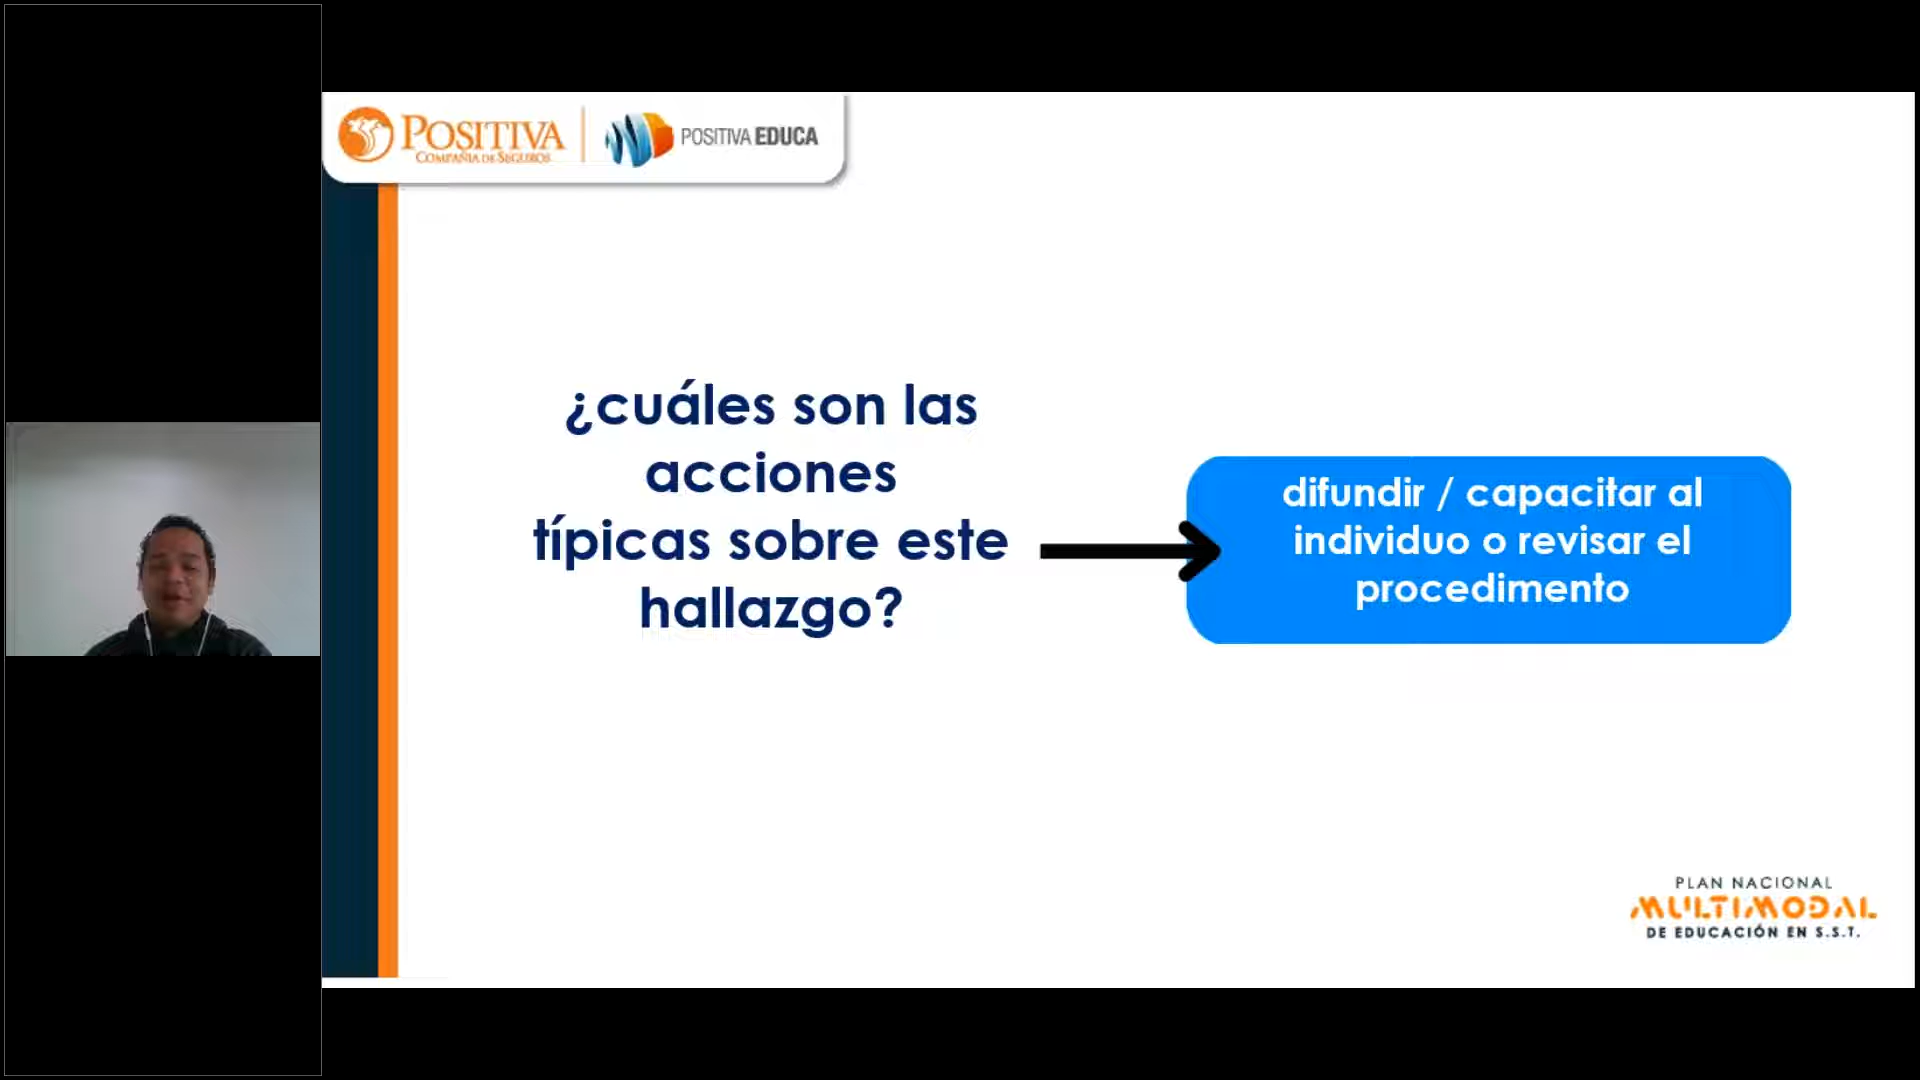 POSITIVA
COMPAÑIA DE SEGUROS
POSITIVA EDUCA
¿cuáles son las
acciones
típicas sobre este
hallazgo?
difundir / capacitar al
individuo o revisar el
procedimento
PLAN NACIONAL
MULTIMODAL
DE EDUCACIÓN EN S.S.T.